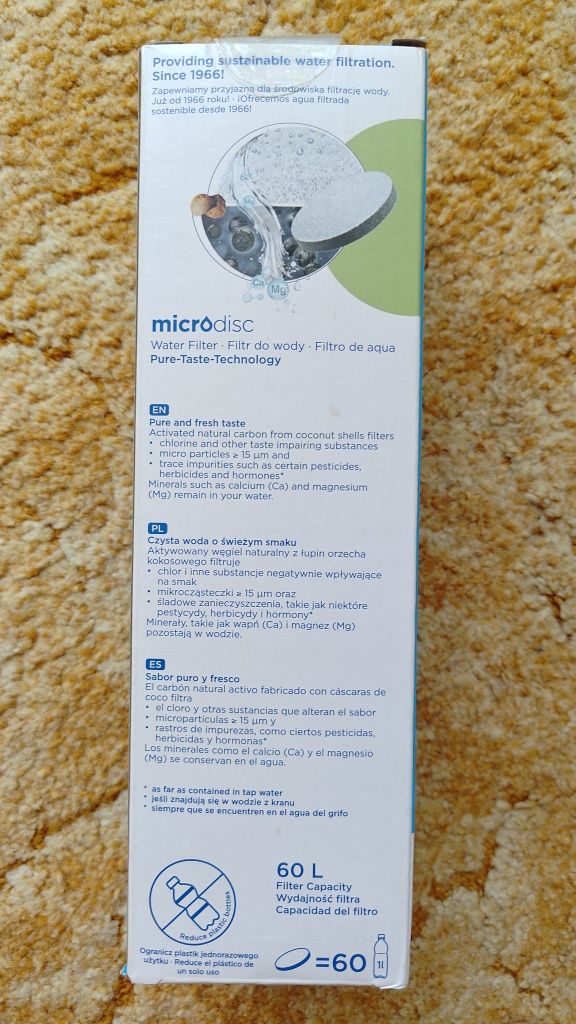 Providing sustainable water filtration.
Since 1966!
Zapewniamy przyjazną dla środowiska filtrację wody.
Już od 1966 roku! · ¡Ofrecemos agua filtrada
sostenible desde 1966!
Ca
Mg
Ca
Mg
microdisc
Water Filter · Filtr do wody · Filtro de aqua
Pure-Taste-Technology
EN
Pure and fresh taste
Activated natural carbon from coconut shells filters
• chlorine and other taste impairing substances
• micro particles ≥ 15 µm and
• trace impurities such as certain pesticides,
herbicides and hormones*
Minerals such as calcium (Ca) and magnesium
(Mg) remain in your water.
PL
Czysta woda o świeżym smaku
Aktywowany węgiel naturalny z łupin orzecha
kokosowego filtruje
• chlor i inne substancje negatywnie wpływające
na smak
• mikrocząsteczki ≥ 15 µm oraz
• śladowe zanieczyszczenia, takie jak niektóre
pestycydy, herbicydy i hormony*
Minerały, takie jak wapń (Ca) i magnez (Mg)
pozostają w wodzie.
ES
Sabor puro y fresco
El carbón natural activo fabricado con cáscaras de
coco filtra
• el cloro y otras sustancias que alteran el sabor
• micropartículas ≥ 15 µm y
• rastros de impurezas, como ciertos pesticidas,
herbicidas y hormonas*
Los minerales como el calcio (Ca) y el magnesio
(Mg) se conservan en el agua.
* as far as contained in tap water
* jeśli znajdują się w wodzie z kranu
* siempre que se encuentren en el agua del grifo
Reduce plastic bottles
Ogranicz plastik jednorazowego
użytku · Reduce el plástico de
un solo uso
60 L
Filter Capacity
Wydajność filtra
Capacidad del filtro
=60
1l